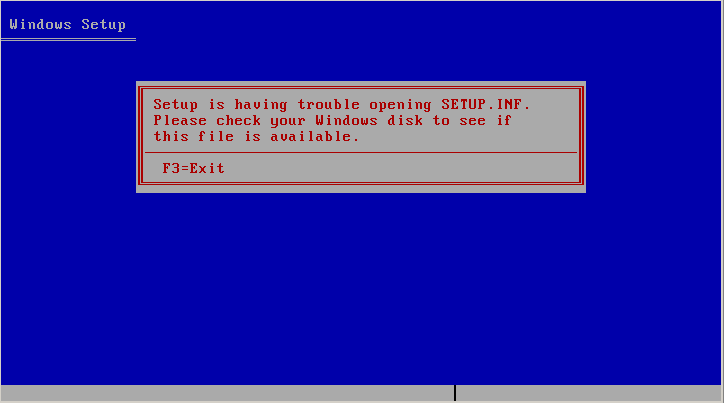 Windows Setup
Setup is having trouble opening SETUP.INF.
Please check your Windows disk to see if
this file is available.
F3=Exit